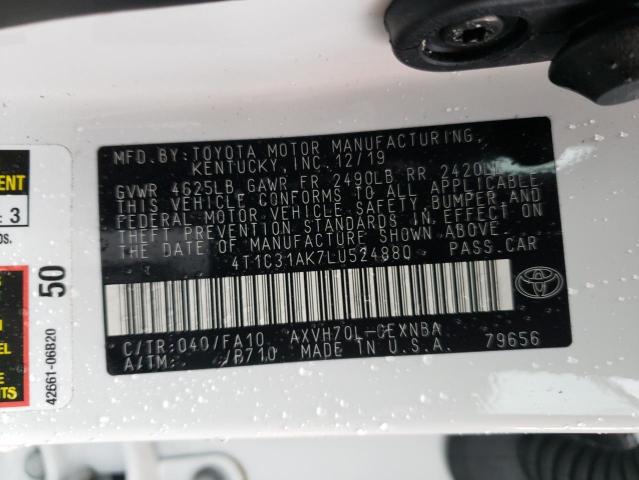 MFD.BY:TOYOTA MOTOR MANUFACTURING,
KENTUCKY, INC. 12/19
GVWR 4625LB GAWR FR 2490LB RR 2420LB
THIS VEHICLE CONFORMS TO ALL APPLICABLE
FEDERAL MOTOR VEHICLE SAFETY, BUMPER AND
THEFT PREVENTION STANDARDS IN EFFECT ON
THE DATE OF MANUFACTURE SHOWN ABOVE.
4T1C31AK7LU524880 PASS.CAR
C/TR:040/FA10 AXVH70L-CEXNBA
A/TM: /P710 MADE IN U.S.A. 79656
3
50
42661-06B20